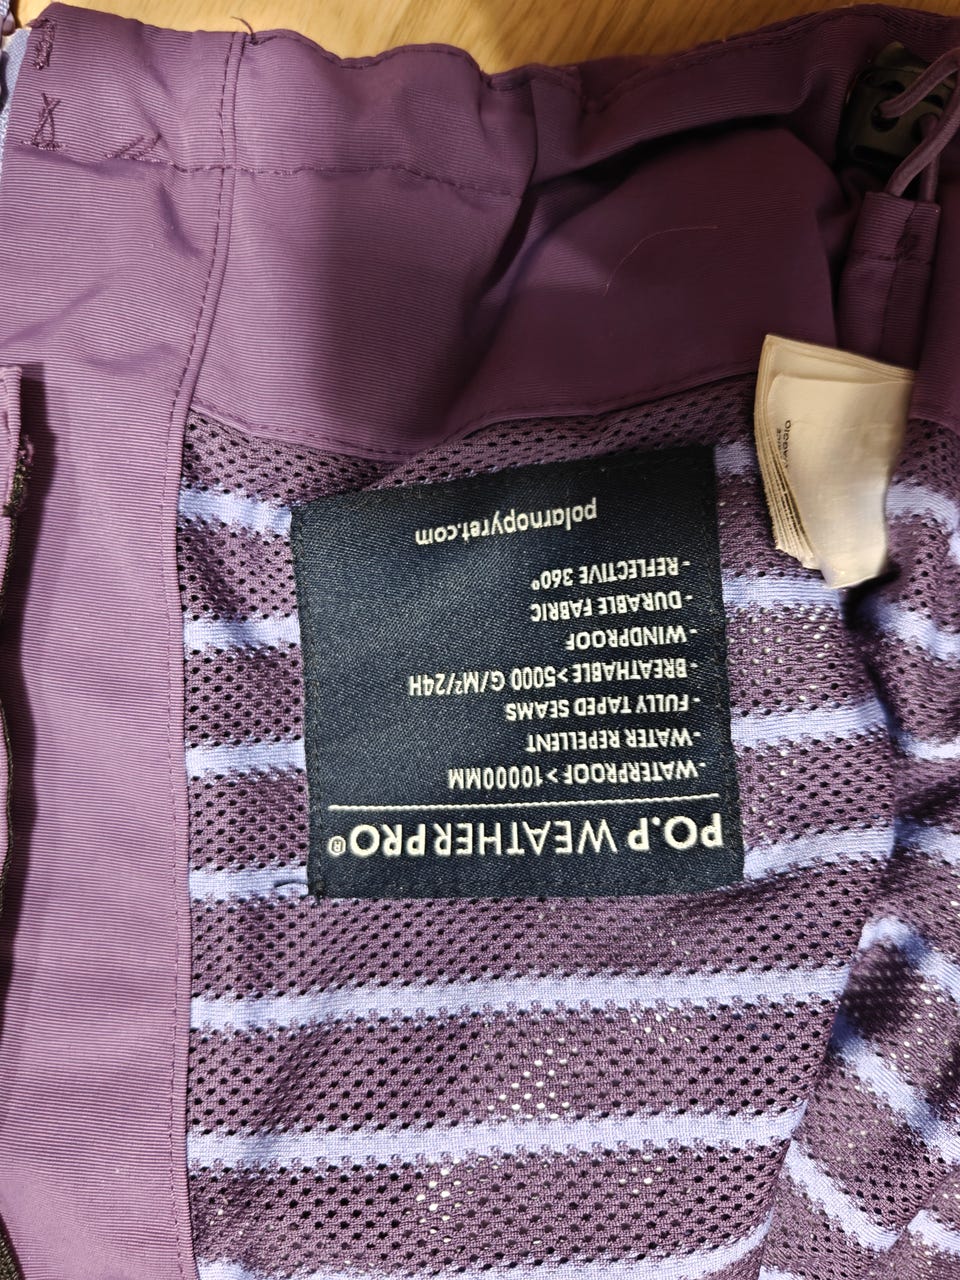 PO.P WEATHERPRO®
-WATERPROOF > 10000MM
-WATER REPELLENT
- FULLY TAPED SEAMS
- BREATHABLE>5000 G/M²/24H
- WINDPROOF
- DURABLE FABRIC
- REFLECTIVE 360°
polarnopyret.com